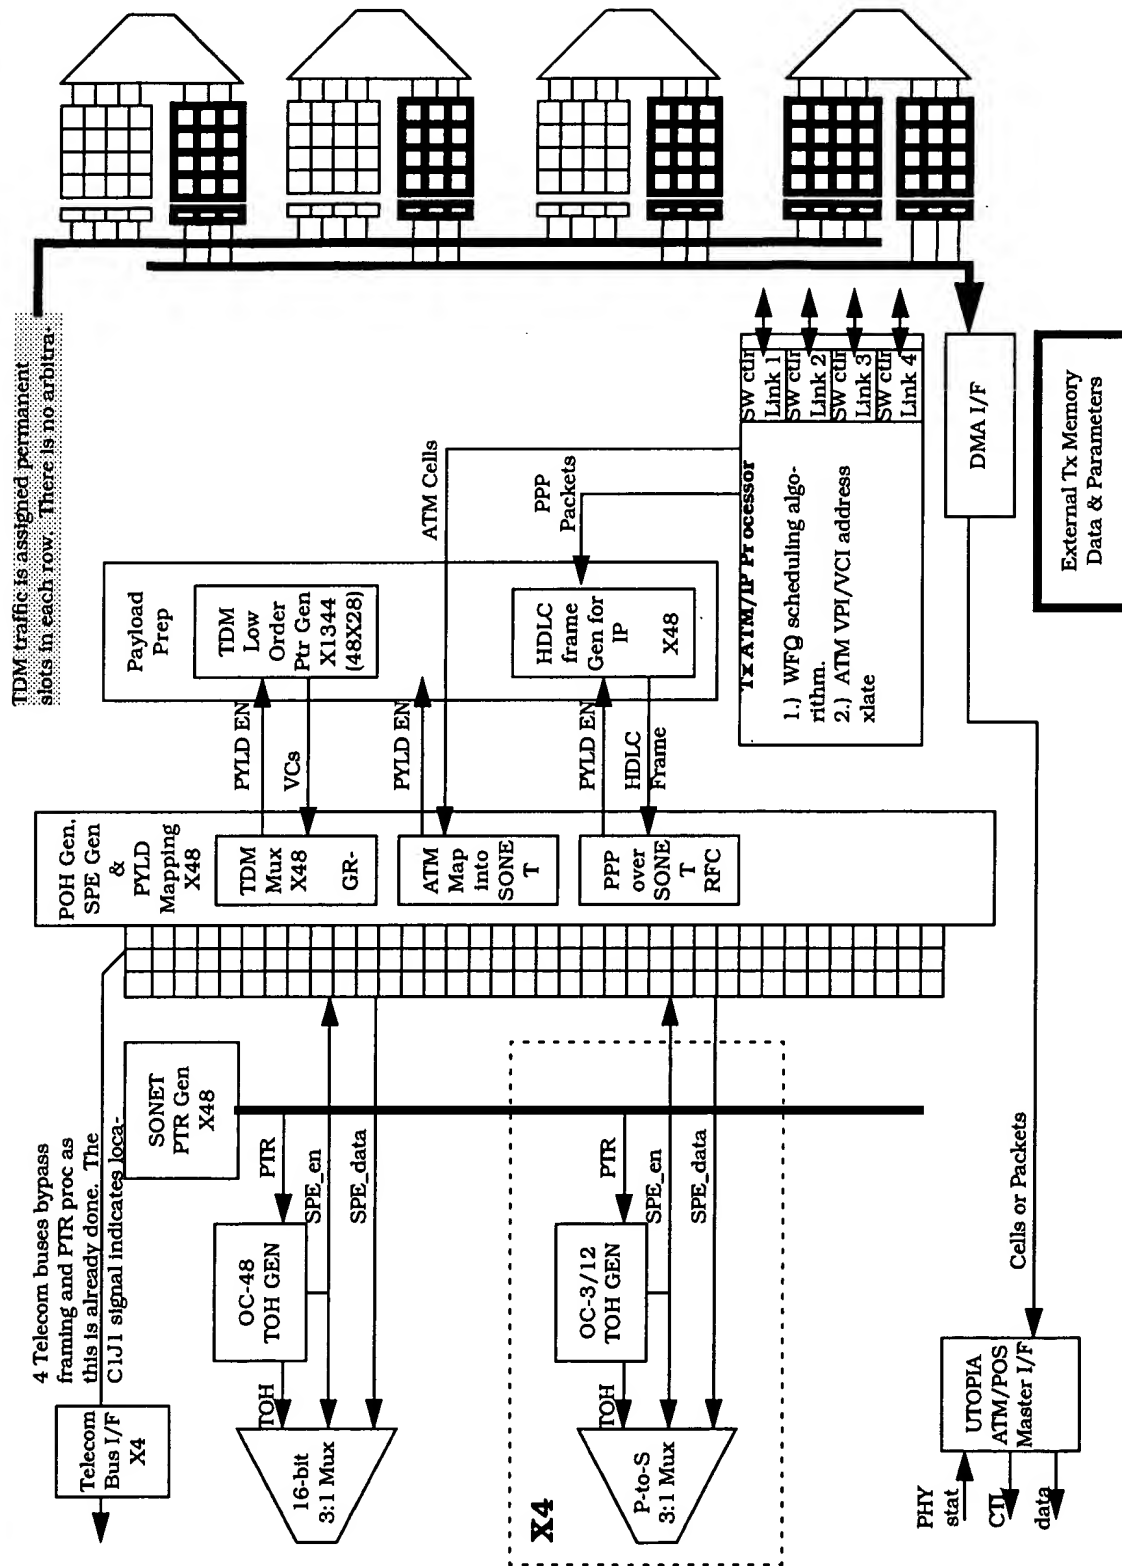 TDM traffic is assigned permanent
slots in each row. There is no arbitra-
4 Telecom buses bypass
framing and PTR proc as
this is already done. The
C1J1 signal indicates loca-
Telecom
Bus I/F
X4
SONET
PTR Gen
X48
POH Gen,
SPE Gen
&
PYLD
Mapping
X48
TDM
Mux
X48
GR-
ATM
Map
into
SONE
T
PPP
over
SONE
T
RFC
PYLD EN
VCs
PYLD EN
PYLD EN
HDLC
Frame
Payload
Prep
TDM
Low
Order
Ptr Gen
X1344
(48X28)
HDLC
frame
Gen for
IP
X48
ATM Cells
PPP
Packets
Tx ATM/IP Processor
1.) WFQ scheduling algo-
rithm.
2.) ATM VPI/VCI address
xlate
SW ctlr
Link 1
SW ctlr
Link 2
SW ctlr
Link 3
SW ctlr
Link 4
DMA I/F
External Tx Memory
Data & Parameters
OC-48
TOH GEN
PTR
SPE_en
SPE_data
TOH
16-bit
3:1 Mux
OC-3/12
TOH GEN
PTR
SPE_en
SPE_data
TOH
P-to-S
3:1 Mux
X4
Cells or Packets
UTOPIA
ATM/POS
Master I/F
PHY
stat
CTL
data